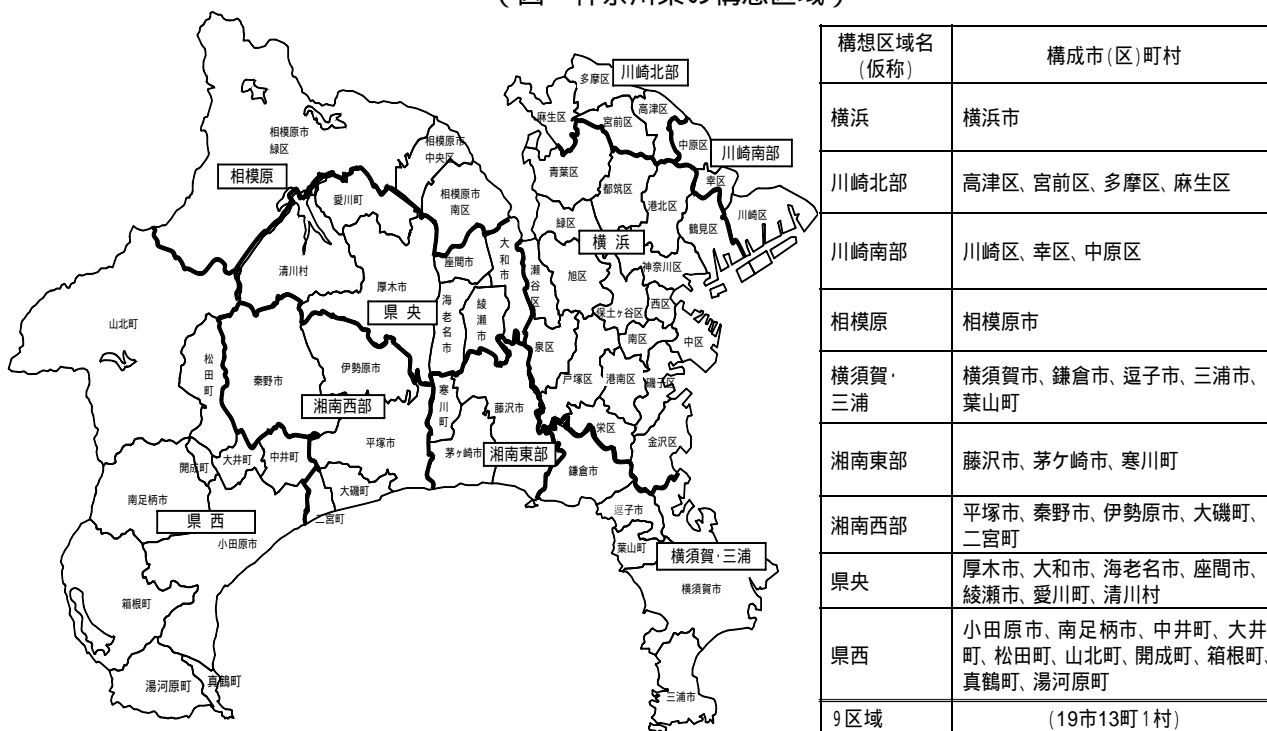 (図 神奈川県の構想区域)
多摩区
川崎北部
麻生区
宮前区
高津区
中原区
川崎南部
幸区
川崎区
青葉区
都筑区
港北区
鶴見区
緑区
横浜
神奈川区
旭区
瀬谷区
保土ヶ谷区
西区
中区
南区
泉区
戸塚区
港南区
磯子区
栄区
金沢区
相模原市
緑区
相模原市
中央区
相模原
相模原市
南区
愛川町
清川村
厚木市
県央
座間市
大和市
海老名市
綾瀬市
山北町
松田町
秦野市
伊勢原市
湘南西部
平塚市
大磯町
二宮町
寒川町
藤沢市
茅ヶ崎市
湘南東部
鎌倉市
逗子市
葉山町
横須賀・三浦
横須賀市
三浦市
開成町
大井町
中井町
南足柄市
県西
小田原市
箱根町
湯河原町
真鶴町
構想区域名
(仮称)
構成市(区)町村
横浜
横浜市
川崎北部
高津区、宮前区、多摩区、麻生区
川崎南部
川崎区、幸区、中原区
相模原
相模原市
横須賀・
三浦
横須賀市、鎌倉市、逗子市、三浦市、
葉山町
湘南東部
藤沢市、茅ケ崎市、寒川町
湘南西部
平塚市、秦野市、伊勢原市、大磯町、
二宮町
県央
厚木市、大和市、海老名市、座間市、
綾瀬市、愛川町、清川村
県西
小田原市、南足柄市、中井町、大井
町、松田町、山北町、開成町、箱根町、
真鶴町、湯河原町
9区域
(19市13町1村)